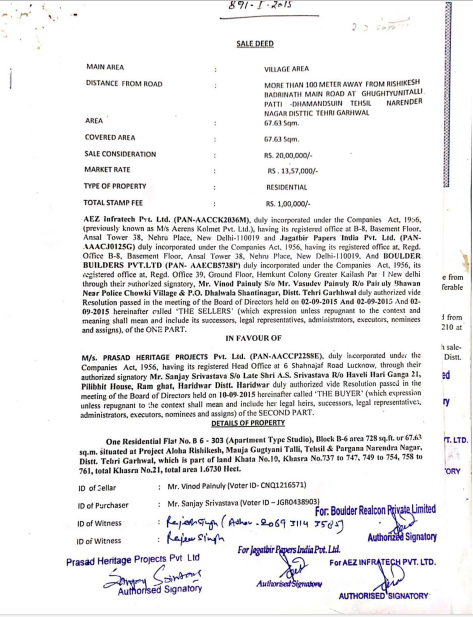 891-I-2015
SALE DEED
MAIN AREA : VILLAGE AREA
DISTANCE FROM ROAD : MORE THAN 100 METER AWAY FROM RISHIKESH
BADRINATH MAIN ROAD AT GHUGHTYUNITALLI
PATTI -DHAMANDSUIN TEHSIL NARENDER
NAGAR DISTTIC TEHRI GARHWAL
AREA : 67.63 Sqm.
COVERED AREA : 67.63 Sqm.
SALE CONSIDERATION : RS. 20,00,000/-
MARKET RATE : RS. 13,57,000/-
TYPE OF PROPERTY : RESIDENTIAL
TOTAL STAMP FEE : RS. 1,00,000/-
AEZ Infratech Pvt. Ltd. (PAN-AACCK2036M), duly incorporated under the Companies Act, 1956,
(previously known as M/s Aerens Kolmet Pvt. Ltd.), having its registered office at B-8, Basement Floor,
Ansal Tower 38, Nehru Place, New Delhi-110019 and Jagatbir Papers India Pvt. Ltd. (PAN-
AAACJ0125G) duly incorporated under the Companies Act. 1956, having its registered office at, Regd.
Office B-8, Basement Floor, Ansal Tower 38, Nehru Place, New Delhi-110019. And BOULDER
BUILDERS PVT.LTD (PAN- AAECB5738P) duly incorporated under the Companies Act, 1956, its
registered office at, Regd. Office 39, Ground Floor, Hemkunt Colony Greater Kailash Par I New delhi
through their authorized signatory, Mr. Vinod Painuly S/o Mr. Vasudev Painuly R/o Painuly Bhawan
Near Police Chowki Village & P.O. Dhalwala Shantinagar, Distt. Tehri Garhhwal duly authorized vide
Resolution passed in the meeting of the Board of Directors held on 02-09-2015 And 02-09-2015 And 02-
09-2015 hereinafter called 'THE SELLERS' (which expression unless repugnant to the context and
meaning shall mean and include its successors, legal representatives, administrators, executors, nominees
and assigns), of the ONE PART.
IN FAVOUR OF
M/s. PRASAD HERITAGE PROJECTS Pvt. Ltd. (PAN-AACCP2288E), duly incorporated under the
Companies Act, 1956, having its registered Head Office at 6 Shahnajaf Road Lucknow, through their
authorized signatory Mr. Sanjay Srivastava S/o Late Shri A.S. Srivastava R/o Haveli Hari Ganga 21,
Pilibhit House, Ram ghat, Haridwar Distt. Haridwar duly authorized vide Resolution passed in the
meeting of the Board of Directors held on 10-09-2015 hereinafter called 'THE BUYER' (which expression
unless repugnant to the context shall mean and include her legal heirs, successors, legal representatives,
administrators, executors, nominees and assigns) of the SECOND PART.
DETAILS OF PROPERTY
One Residential Flat No. B 6 - 303 (Apartment Type Studio), Block B-6 area 728 sq.ft. or 67.63
sq.m. situated at Project Aloha Rishikesh, Mauja Gugtyani Talli, Tehsil & Pargana Narendra Nagar,
Distt. Tehri Garhwal, which is part of land Khata No.10, Khasra No.737 to 747, 749 to 754, 758 to
761, total Khasra No.21, total area 1.6730 Hect.
ID of Sellar : Mr. Vinod Painuly (Voter ID- CNQ1216571)
ID of Purchaser : Mr. Sanjay Srivastava (Voter ID – JGR0438903)
ID of Witness :
ID of Witness : Rajeev Singh
For: Boulder Realcon Private Limited
Authorized Signatory
For Jagatbir Papers India Pvt. Ltd.
Authorised Signatory
For AEZ INFRATECH PVT. LTD.
AUTHORISED SIGNATORY
Prasad Heritage Projects Pvt Ltd
Authorised Signatory
e from
ferable
from
210 at
sale-
Distt.
ed
ry
T. LTD.
ORY